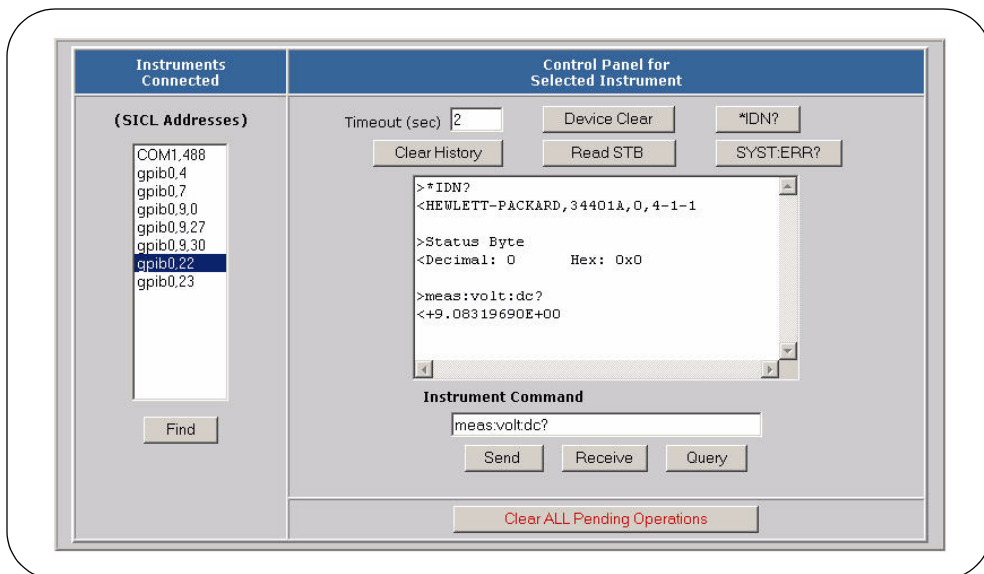 Instruments
Connected
(SICL Addresses)
COM1,488
gpib0,4
gpib0,7
gpib0,9,0
gpib0,9,27
gpib0,9,30
gpib0,22
gpib0,23
Find
Control Panel for
Selected Instrument
Timeout (sec) 2 Device Clear *IDN?
Clear History Read STB SYST:ERR?
>*IDN?
<HEWLETT-PACKARD,34401A,0,4-1-1
>Status Byte
<Decimal: 0 Hex: 0x0
>meas:volt:dc?
<+9.08319690E+00
Instrument Command
meas:volt:dc?
Send Receive Query
Clear ALL Pending Operations